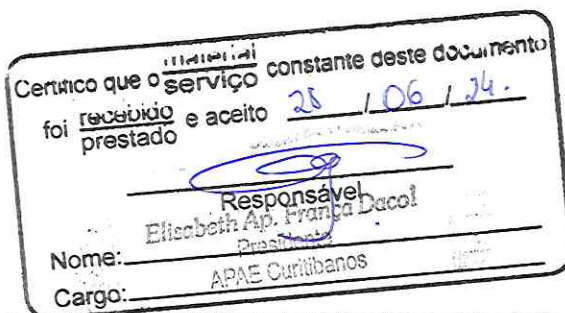 material
Certifico que o serviço constante deste documento
foi recebido
prestado e aceito 28 / 06 / 24.
Responsável
Elisabeth Ap. França Dacol
Nome:
Presidente
APAE Curitibanos
Cargo: